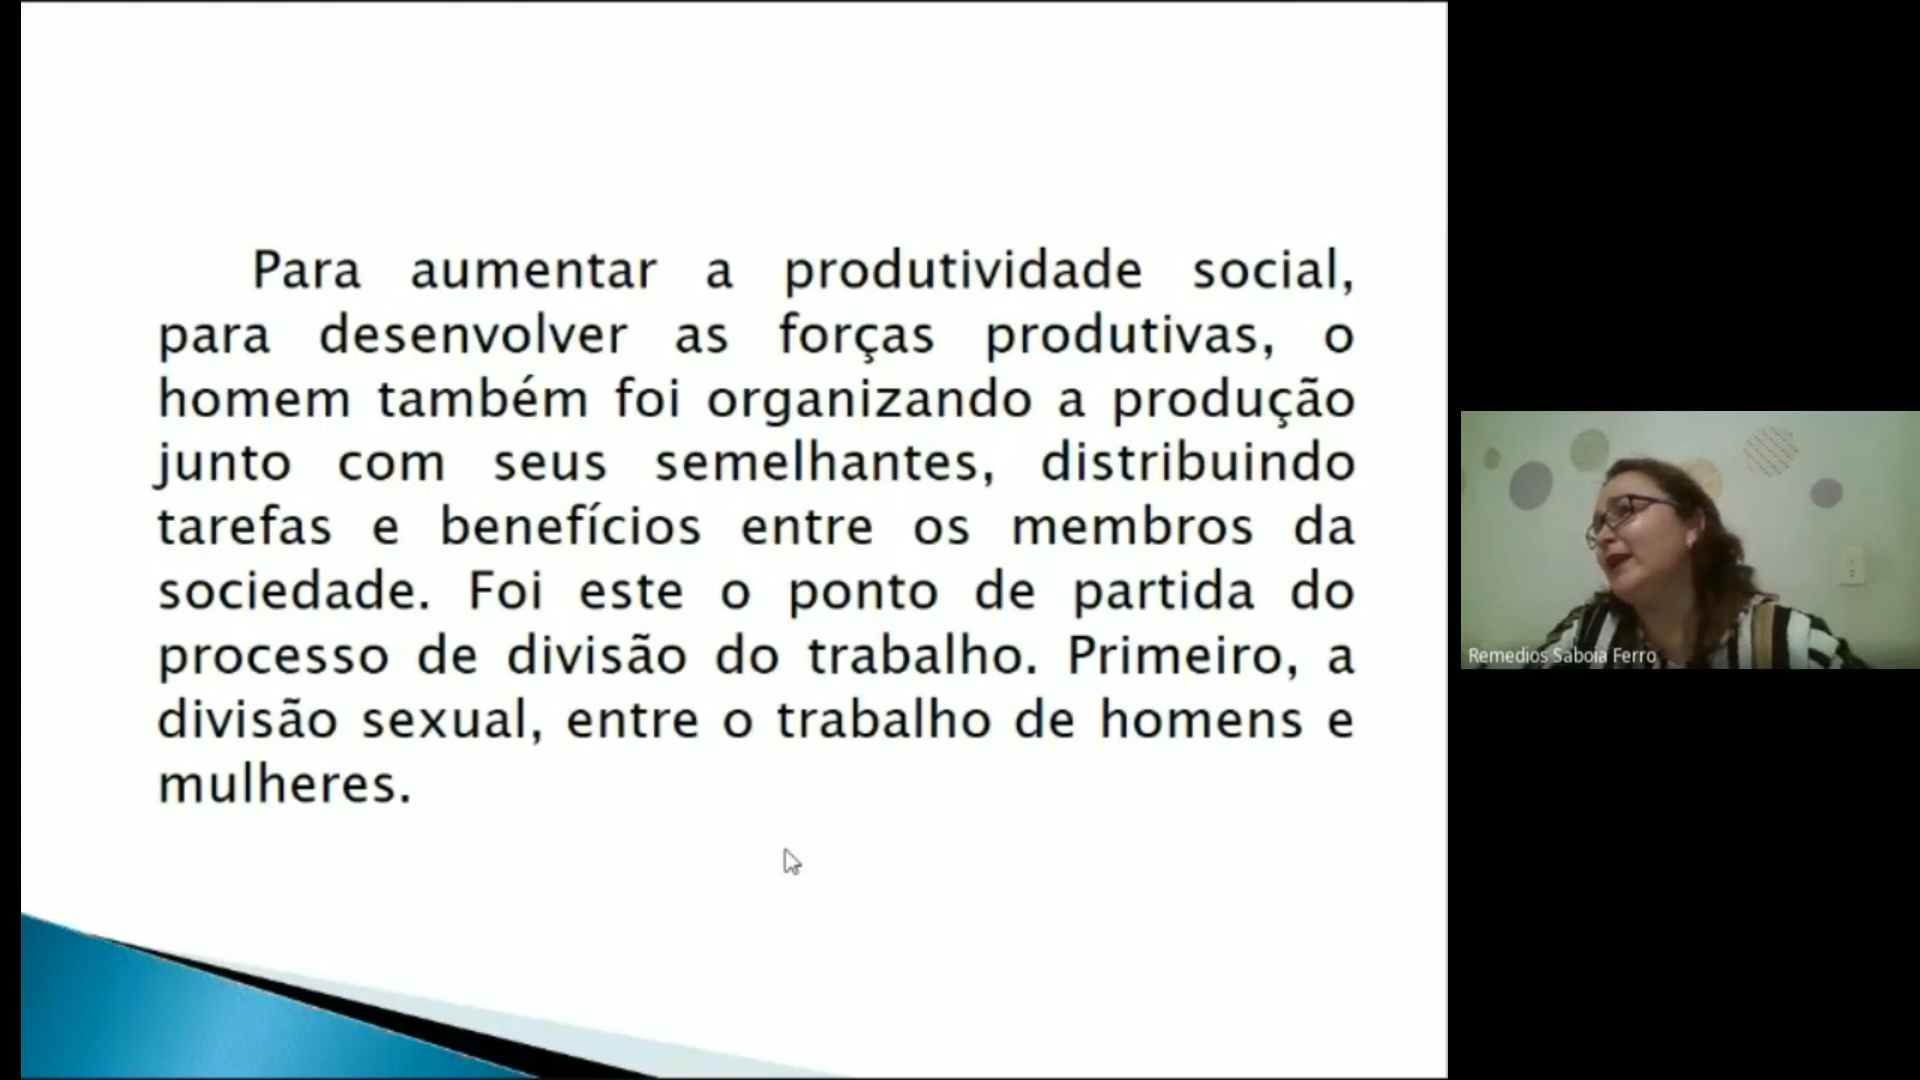 Para aumentar a produtividade social,
para desenvolver as forças produtivas, o
homem também foi organizando a produção
junto com seus semelhantes, distribuindo
tarefas e benefícios entre os membros da
sociedade. Foi este o ponto de partida do
processo de divisão do trabalho. Primeiro, a
divisão sexual, entre o trabalho de homens e
mulheres.
Remedios Saboia Ferro